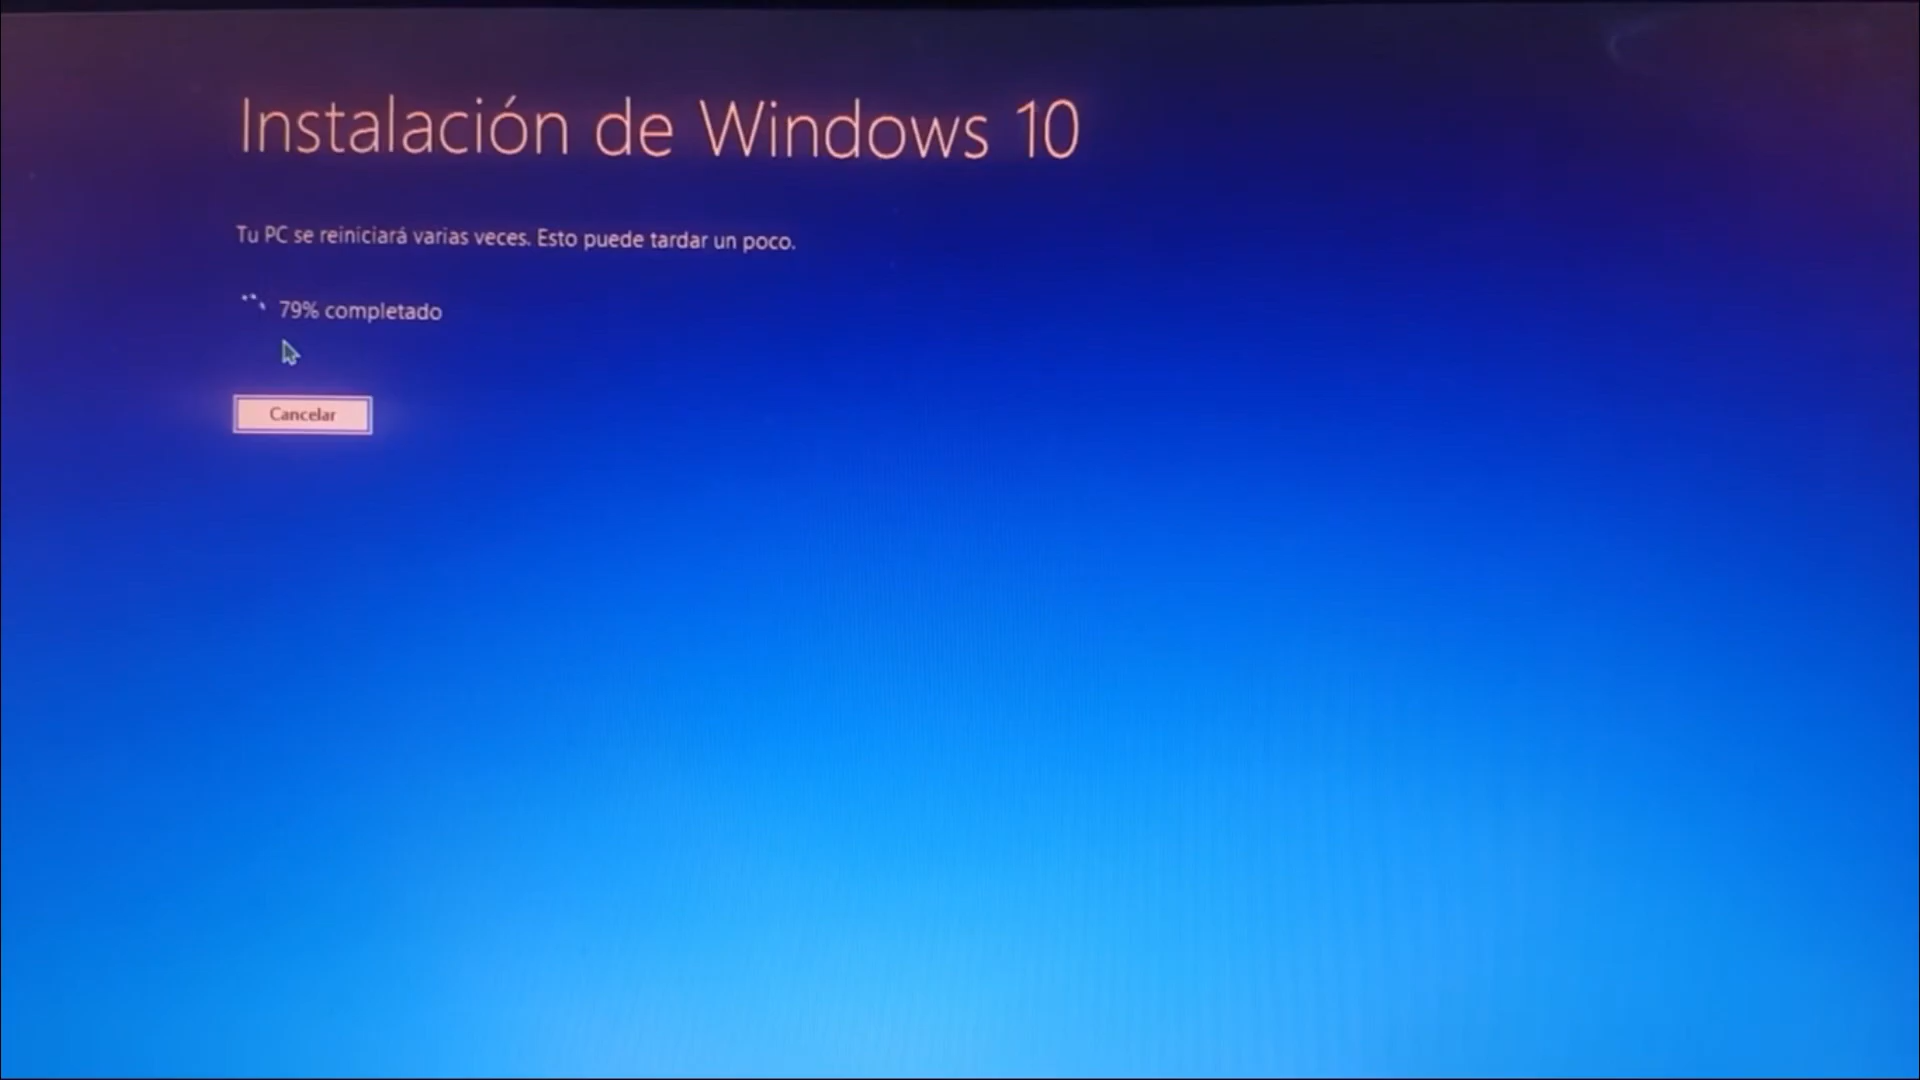 Instalación de Windows 10
Tu PC se reiniciará varias veces. Esto puede tardar un poco.
79% completado
Cancelar